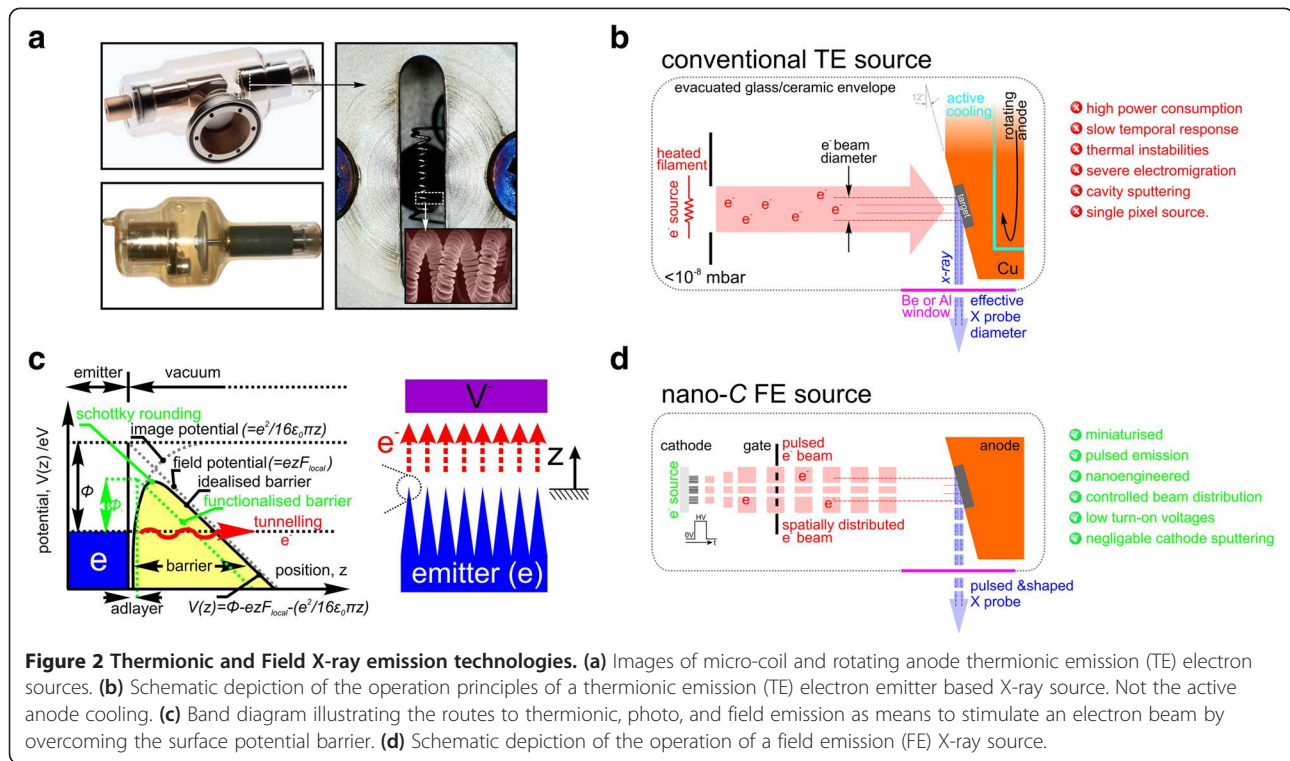 a
b
conventional TE source
evacuated glass/ceramic envelope
12°
active
cooling
rotating
anode
heated
filament
e⁻ source
e⁻ beam
diameter
e⁻ e⁻ e⁻ e⁻ e⁻ e⁻
target
<10⁻⁸ mbar
x-ray
Cu
Be or Al
window
effective
X probe
diameter
high power consumption
slow temporal response
thermal instabilities
severe electromigration
cavity sputtering
single pixel source.
c
emitter
vacuum
schottky rounding
image potential (=e²/16ε₀πz)
field potential (=ezF_local)
idealised barrier
functionalised barrier
potential, V(z) /eV
Φ
Φ
tunnelling
e⁻
e
barrier
position, z
adlayer
V(z)=Φ-ezF_local-(e²/16ε₀πz)
V⁻
e⁻
z
emitter (e)
d
nano-C FE source
cathode
gate
pulsed
e⁻ beam
anode
e⁻ source
e⁻
e⁻ e⁻
HV
0V
t
spatially distributed
e⁻ beam
pulsed &shaped
X probe
miniaturised
pulsed emission
nanoengineered
controlled beam distribution
low turn-on voltages
negligable cathode sputtering
Figure 2 Thermionic and Field X-ray emission technologies. (a) Images of micro-coil and rotating anode thermionic emission (TE) electron
sources. (b) Schematic depiction of the operation principles of a thermionic emission (TE) electron emitter based X-ray source. Not the active
anode cooling. (c) Band diagram illustrating the routes to thermionic, photo, and field emission as means to stimulate an electron beam by
overcoming the surface potential barrier. (d) Schematic depiction of the operation of a field emission (FE) X-ray source.